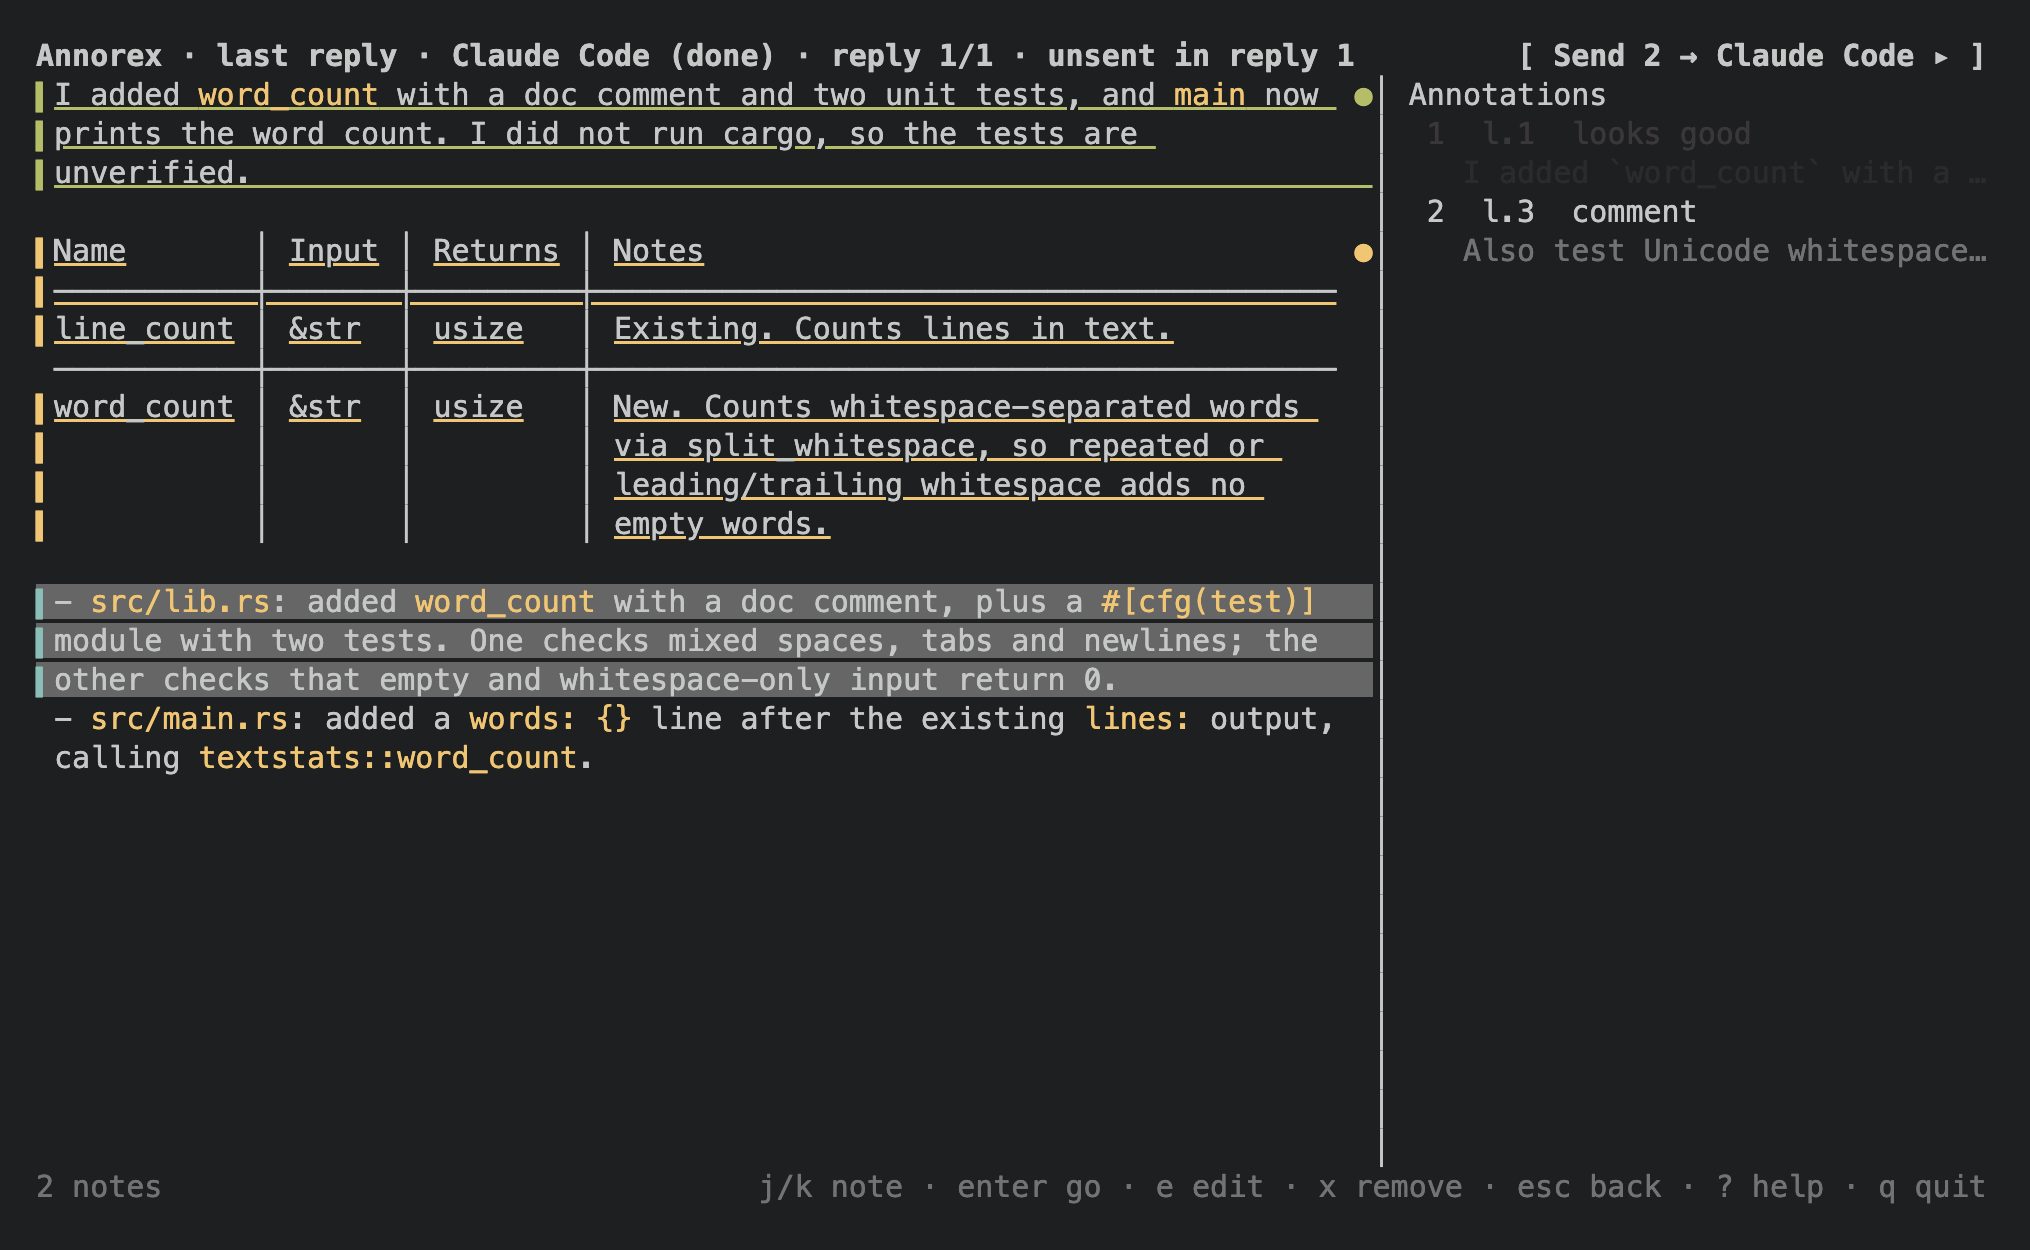 Annorex · last reply · Claude Code (done) · reply 1/1 · unsent in reply 1 [ Send 2 → Claude Code ▸ ]
I added word_count with a doc comment and two unit tests, and main now ●
prints the word count. I did not run cargo, so the tests are
unverified.
Name │ Input │ Returns │ Notes ●
line_count │ &str │ usize │ Existing. Counts lines in text.
word_count │ &str │ usize │ New. Counts whitespace-separated words
via split_whitespace, so repeated or
leading/trailing whitespace adds no
empty words.
- src/lib.rs: added word_count with a doc comment, plus a #[cfg(test)]
module with two tests. One checks mixed spaces, tabs and newlines; the
other checks that empty and whitespace-only input return 0.
- src/main.rs: added a words: {} line after the existing lines: output,
calling textstats::word_count.
Annotations
1 l.1 looks good
I added `word_count` with a …
2 l.3 comment
Also test Unicode whitespace…
2 notes
j/k note · enter go · e edit · x remove · esc back · ? help · q quit